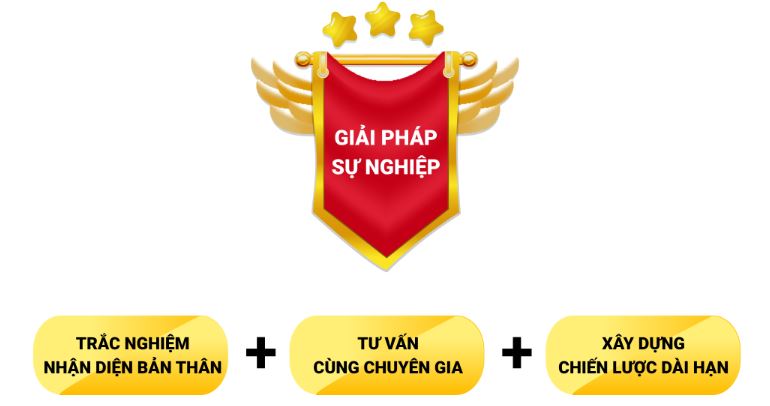 GIẢI PHÁP
SỰ NGHIỆP
TRẮC NGHIỆM
NHẬN DIỆN BẢN THÂN
+
TƯ VẤN
CÙNG CHUYÊN GIA
+
XÂY DỰNG
CHIẾN LƯỢC DÀI HẠN